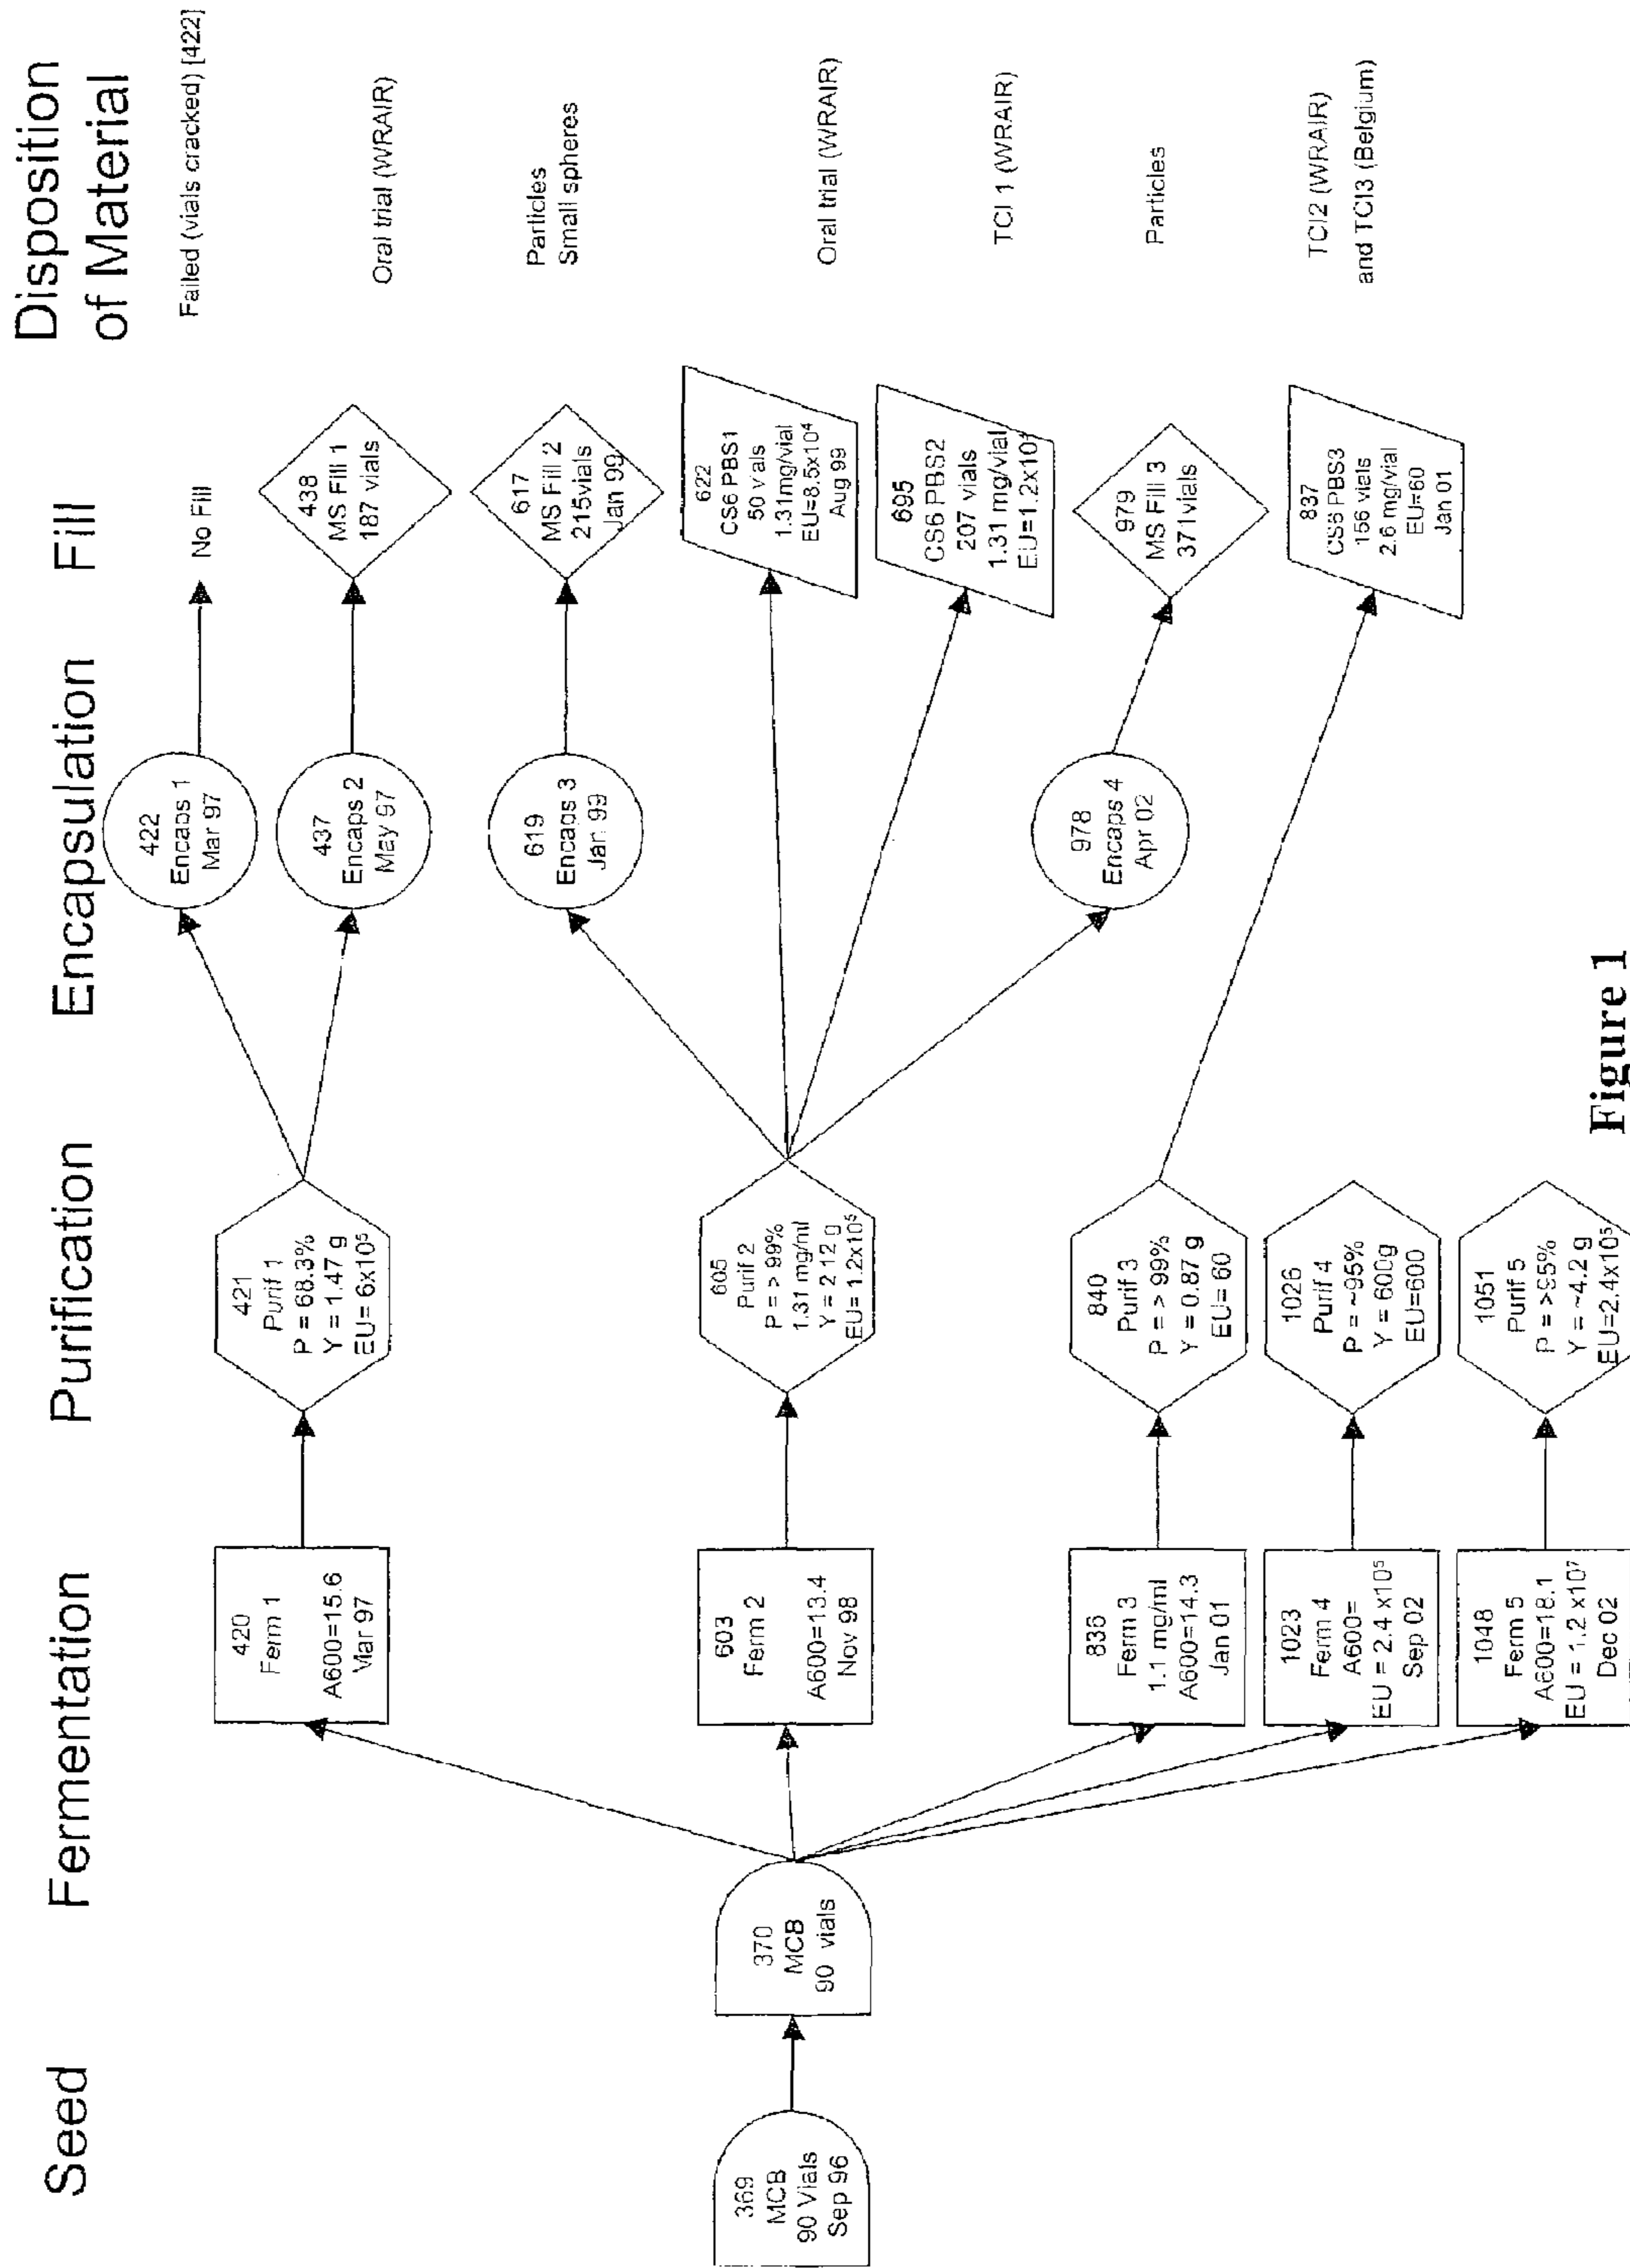 Seed
Fermentation
Purification
Encapsulation
Fill
Disposition
of Material
369
MCB
90 Vials
Sep 96
370
MCB
90 vials
420
Ferm 1
A600=15.6
Mar 97
603
Ferm 2
A600=13.4
Nov 98
836
Ferm 3
1.1 mg/ml
A600=14.3
Jan 01
1023
Ferm 4
A600=
EU = 2.4 x10⁵
Sep 02
1048
Ferm 5
A600=18.1
EU = 1.2 x10⁷
Dec 02
421
Purif 1
P = 68.3%
Y = 1.47 g
EU= 6x10⁵
605
Purif 2
P = > 99%
1.31 mg/ml
Y = 2 12 g
EU= 1.2x10⁵
840
Purif 3
P = > 99%
Y = 0.87 g
EU= 60
1026
Purif 4
P = ~95%
Y = 600g
EU=600
1051
Purif 5
P = >95%
Y = ~4.2 g
EU=2.4x10⁵
422
Encaps 1
Mar 97
437
Encaps 2
May 97
619
Encaps 3
Jan 99
978
Encaps 4
Apr 02
No Fill
438
MS Fill 1
187 vials
617
MS Fill 2
215vials
Jan 99
622
CS6 PBS1
50 vials
1.31mg/vial
EU=8.5x10⁴
Aug 99
695
CS6 PBS2
207 vials
1.31 mg/vial
979
MS Fill 3
371vials
837
CS6 PBS3
156 vials
2.6 mg/vial
EU=60
Jan 01
Failed (vials cracked) [422]
Oral trial (WRAIR)
Particles
Small spheres
Oral trial (WRAIR)
TCI 1 (WRAIR)
Particles
TCI2 (WRAIR)
and TCI3 (Belgium)
Figure 1